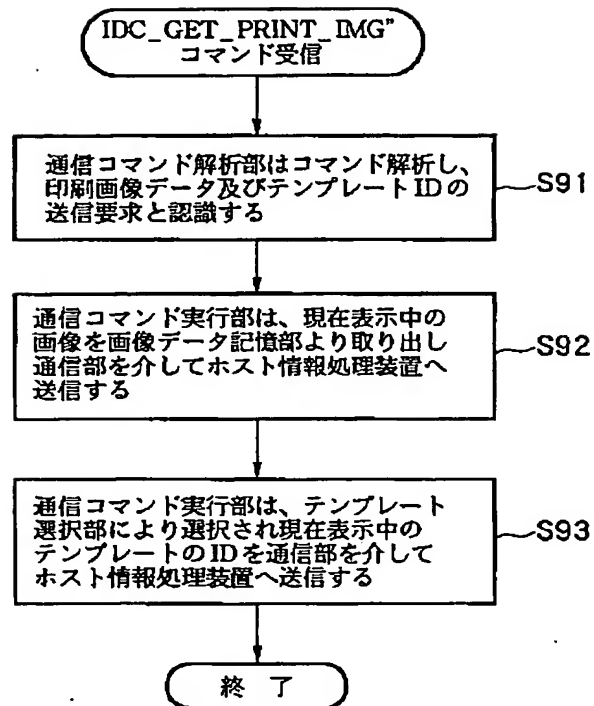 IDC_GET_PRINT_IMG"
コマンド受信
通信コマンド解析部はコマンド解析し、
印刷画像データ及びテンプレートIDの
送信要求と認識する
S91
通信コマンド実行部は、現在表示中の
画像を画像データ記憶部より取り出し
通信部を介してホスト情報処理装置へ
送信する
S92
通信コマンド実行部は、テンプレート
選択部により選択され現在表示中の
テンプレートのIDを通信部を介して
ホスト情報処理装置へ送信する
S93
終 了